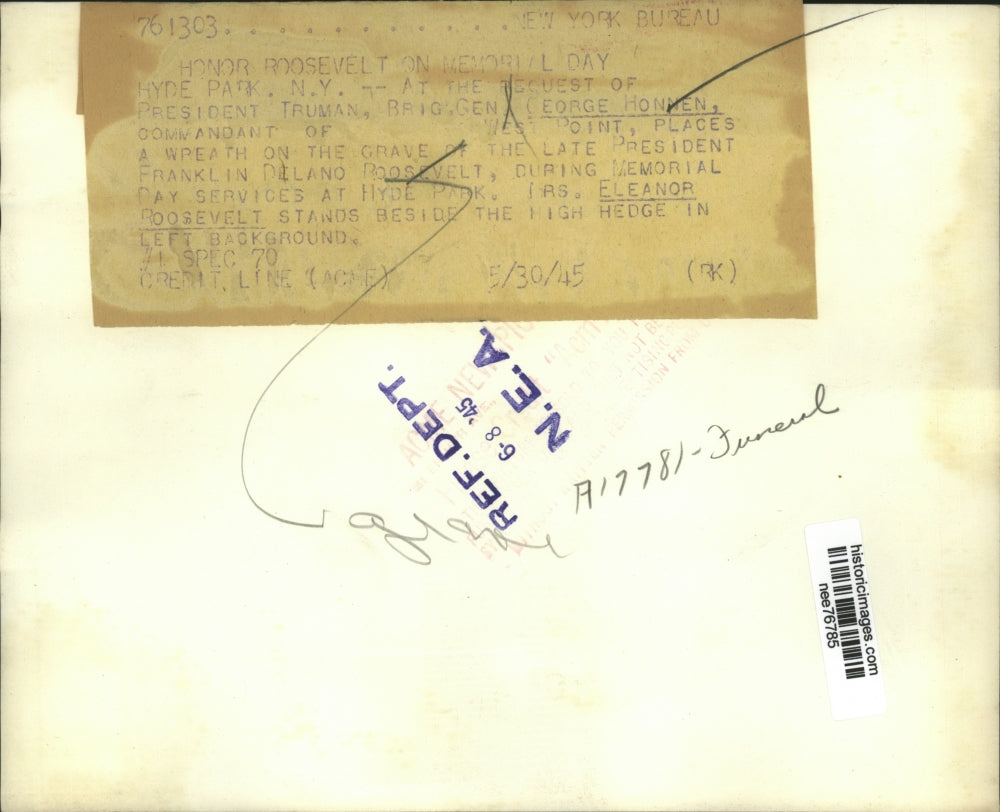 761303. . . . . . . . . . . .NEW YORK BUREAU
HONOR ROOSEVELT ON MEMORIAL DAY
HYDE PARK, N.Y. -- AT THE REQUEST OF
PRESIDENT TRUMAN, BRIG.GEN. GEORGE HONNEN,
COMMANDANT OF WEST POINT, PLACES
A WREATH ON THE GRAVE OF THE LATE PRESIDENT
FRANKLIN DELANO ROOSEVELT, DURING MEMORIAL
DAY SERVICES AT HYDE PARK. MRS. ELEANOR
ROOSEVELT STANDS BESIDE THE HIGH HEDGE IN
LEFT BACKGROUND.
#1 SPEC 70
CREDIT LINE (ACME) 5/30/45 (RK)
REF. DEPT.
6-8 '45
N.E.A.
A17781-Funeral
grave
historicimages.com
nee76785